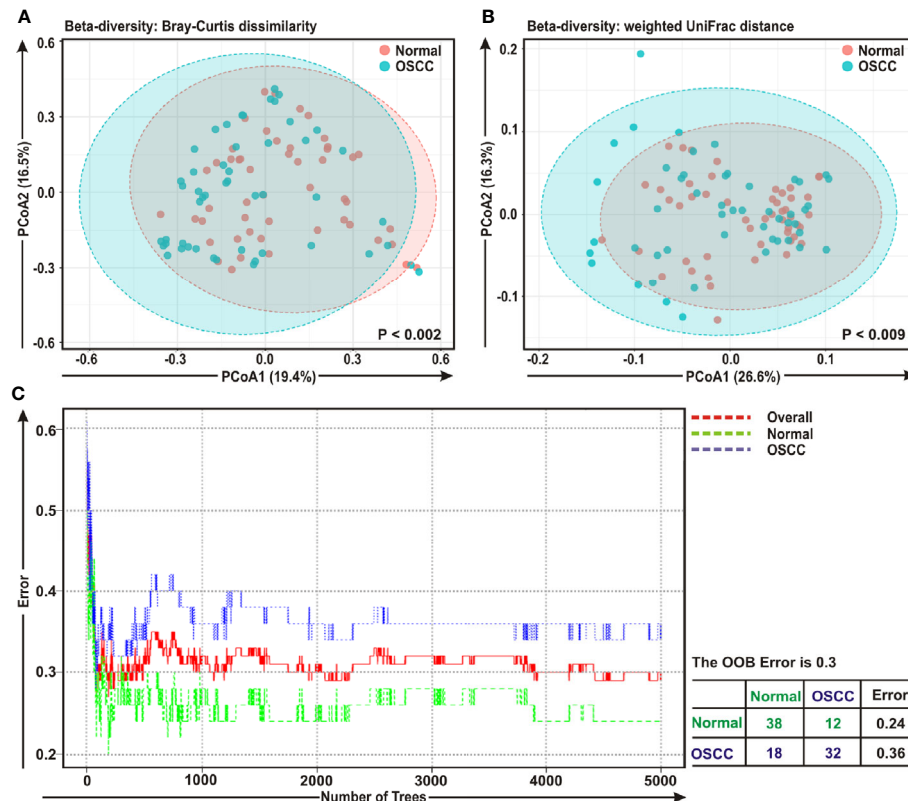 A
Beta-diversity: Bray-Curtis dissimilarity
Normal
OSCC
0.6
0.3
0.0
-0.3
-0.6
PCoA2 (16.5%)
P < 0.002
-0.6
-0.3
0.0
0.3
0.6
PCoA1 (19.4%)
B
Beta-diversity: weighted UniFrac distance
Normal
OSCC
0.2
0.1
0.0
-0.1
PCoA2 (16.3%)
P < 0.009
-0.2
-0.1
0.0
0.1
PCoA1 (26.6%)
C
0.6
0.5
0.4
0.3
0.2
Error
0
1000
2000
3000
4000
5000
Number of Trees
Overall
Normal
OSCC
The OOB Error is 0.3
Normal OSCC Error
Normal 38 12 0.24
OSCC 18 32 0.36